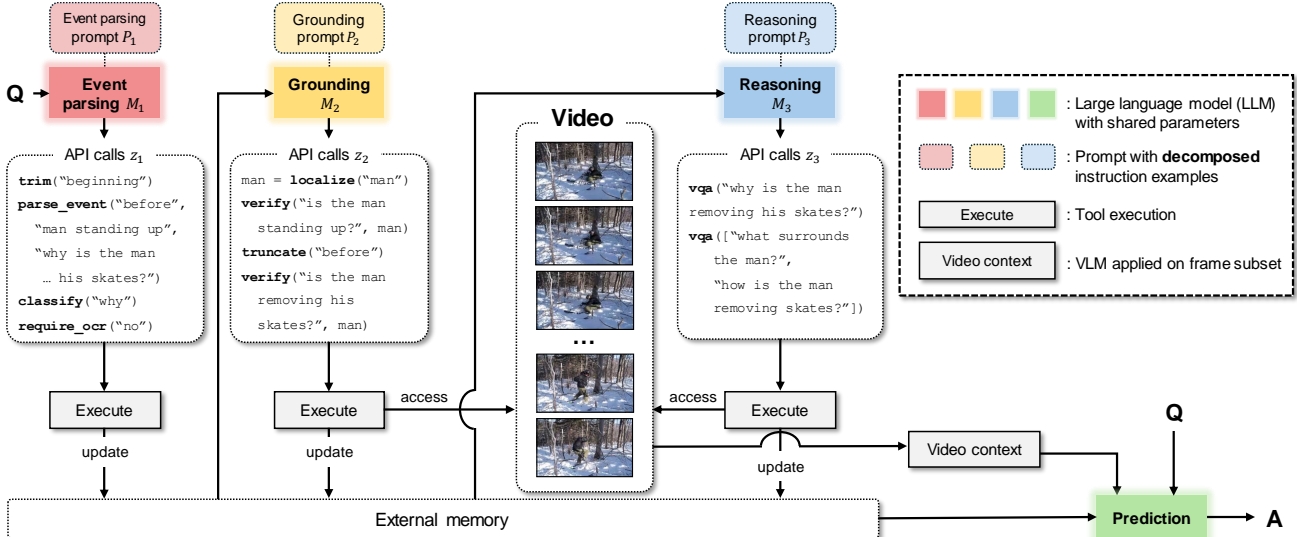 Event parsing
prompt P₁
Grounding
prompt P₂
Reasoning
prompt P₃
Q
Event
parsing M₁
Grounding
M₂
Reasoning
M₃
API calls z₁
trim(“beginning”)
parse_event(“before”,
“man standing up”,
“why is the man
… his skates?”)
classify(“why”)
require_ocr(“no”)
API calls z₂
man = localize(“man”)
verify(“is the man
standing up?”, man)
truncate(“before”)
verify(“is the man
removing his
skates?”, man)
Video
...
API calls z₃
vqa(“why is the man
removing his skates?”)
vqa([“what surrounds
the man?”,
“how is the man
removing skates?”])
: Large language model (LLM)
with shared parameters
: Prompt with decomposed
instruction examples
Execute
: Tool execution
Video context
: VLM applied on frame subset
Execute
Execute
access
access
Execute
update
update
update
Video context
Q
External memory
Prediction
A